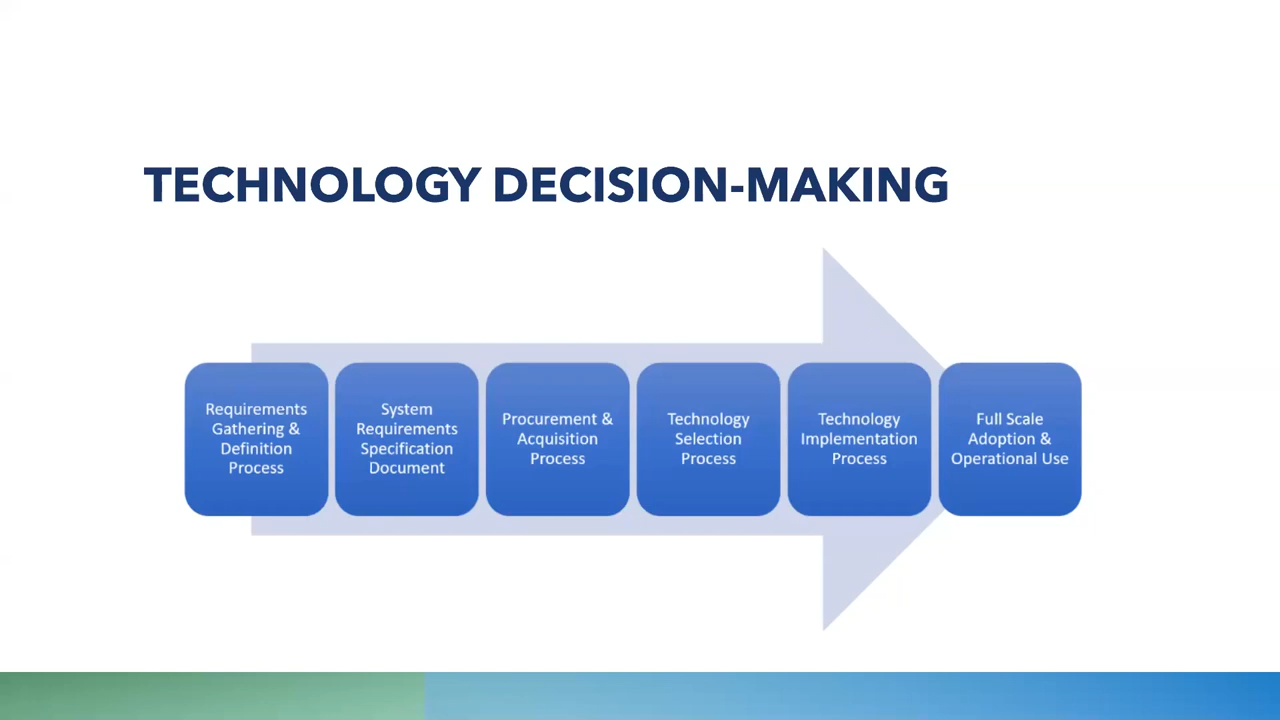 TECHNOLOGY DECISION-MAKING
Requirements
Gathering &
Definition
Process
System
Requirements
Specification
Document
Procurement &
Acquisition
Process
Technology
Selection
Process
Technology
Implementation
Process
Full Scale
Adoption &
Operational Use